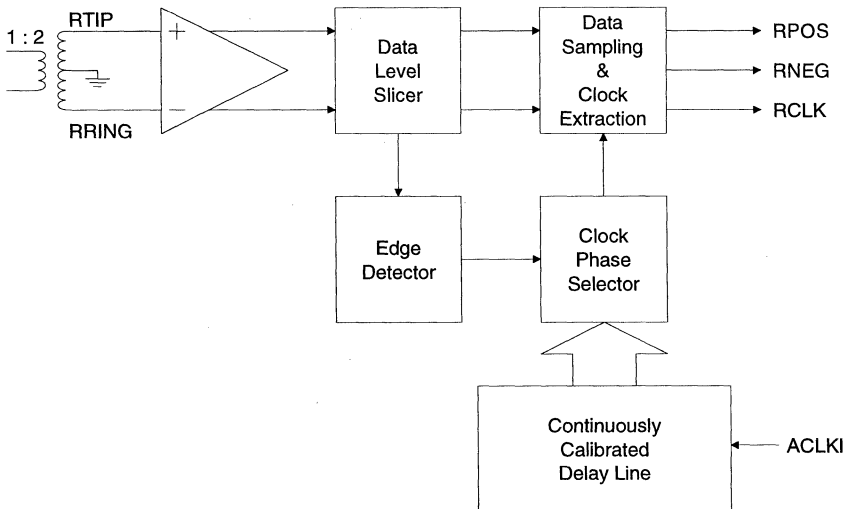 RTIP
1 : 2
+
−
RRING
Data
Level
Slicer
Data
Sampling
&
Clock
Extraction
RPOS
RNEG
RCLK
Edge
Detector
Clock
Phase
Selector
Continuously
Calibrated
Delay Line
ACLKI